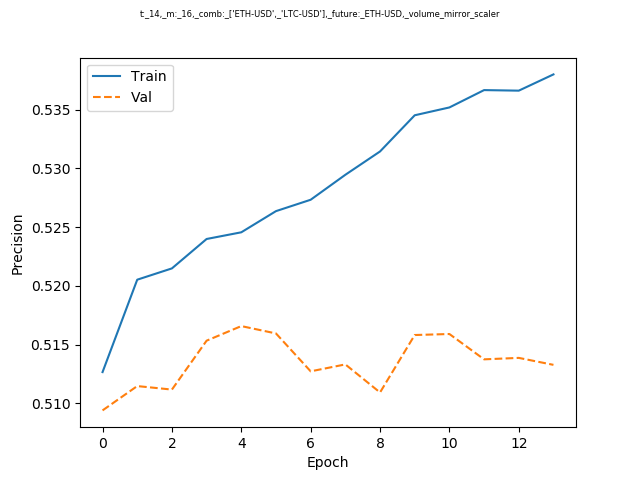 t:_14,_m:_16,_comb:_['ETH-USD',_'LTC-USD'],_future:_ETH-USD,_volume_mirror_scaler
Train
Val
0.535
0.530
0.525
0.520
0.515
0.510
Precision
0 2 4 6 8 10 12
Epoch